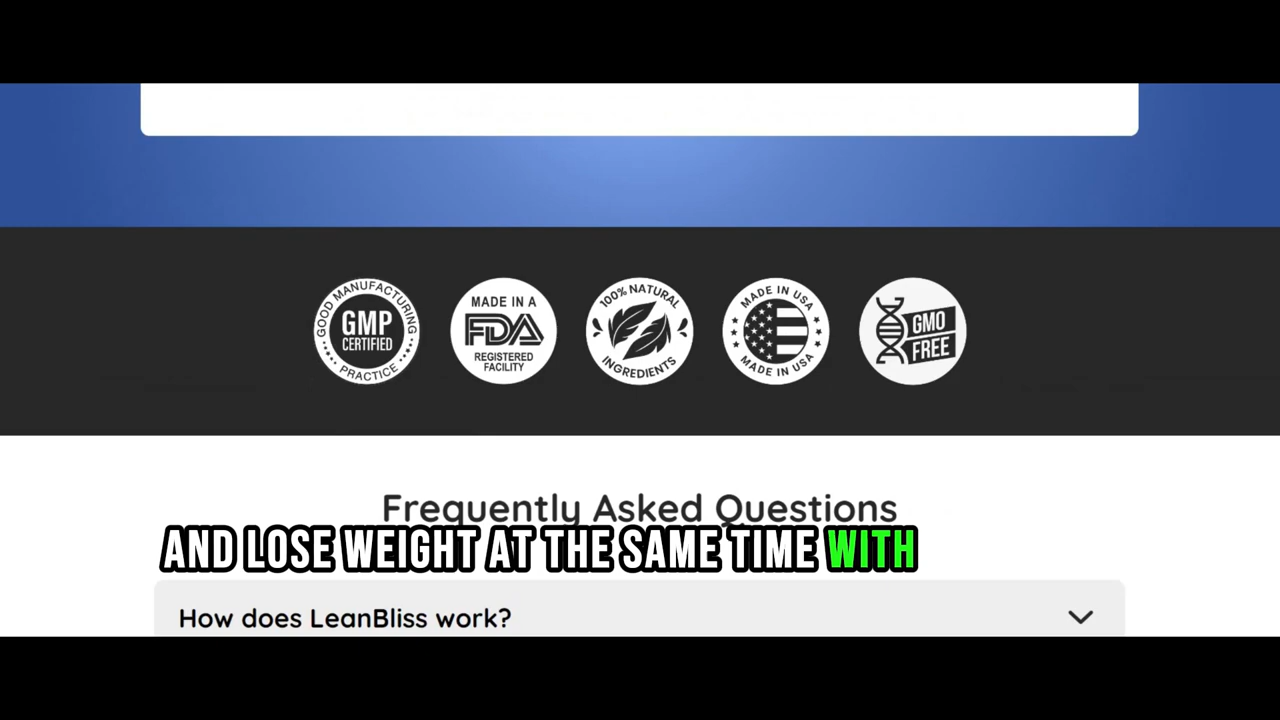 GOOD MANUFACTURING
GMP
CERTIFIED
PRACTICE
MADE IN A
FDA
REGISTERED
FACILITY
100% NATURAL
INGREDIENTS
MADE IN USA
MADE IN USA
GMO
FREE
Frequently Asked Questions
AND LOSE WEIGHT AT THE SAME TIME WITH
How does LeanBliss work?